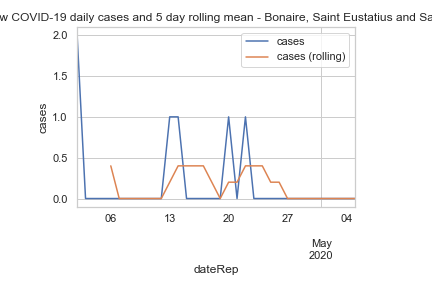 w COVID-19 daily cases and 5 day rolling mean - Bonaire, Saint Eustatius and Sa
cases
cases (rolling)
2.0
1.5
1.0
0.5
0.0
cases
06
13
20
27
04
May
2020
dateRep